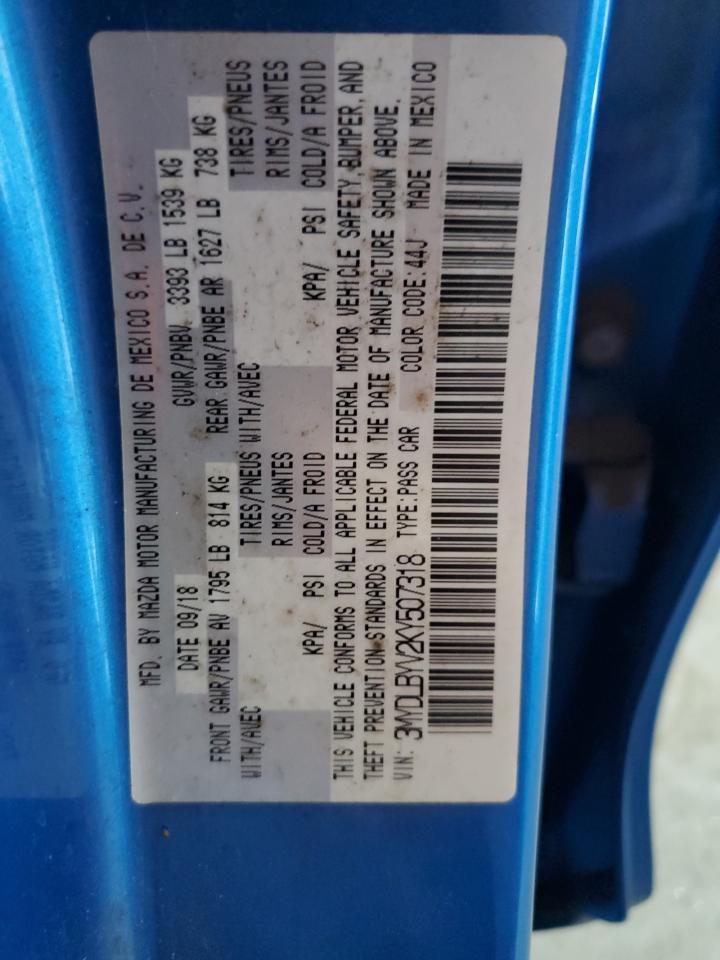 MFD. BY MAZDA MOTOR MANUFACTURING DE MEXICO S.A. DE C.V.
DATE 09/18 GVWR/PNBV 3393 LB 1539 KG
FRONT GAWR/PNBE AV 1795 LB 814 KG REAR GAWR/PNBE AR 1627 LB 738 KG
WITH/AVEC TIRES/PNEUS WITH/AVEC TIRES/PNEUS
RIMS/JANTES RIMS/JANTES
KPA/ PSI COLD/A FROID KPA/ PSI COLD/A FROID
THIS VEHICLE CONFORMS TO ALL APPLICABLE FEDERAL MOTOR VEHICLE SAFETY, BUMPER, AND
THEFT PREVENTION STANDARDS IN EFFECT ON THE DATE OF MANUFACTURE SHOWN ABOVE.
VIN: 3MYDLBYV2KY507318 TYPE:PASS CAR COLOR CODE:44J MADE IN MEXICO